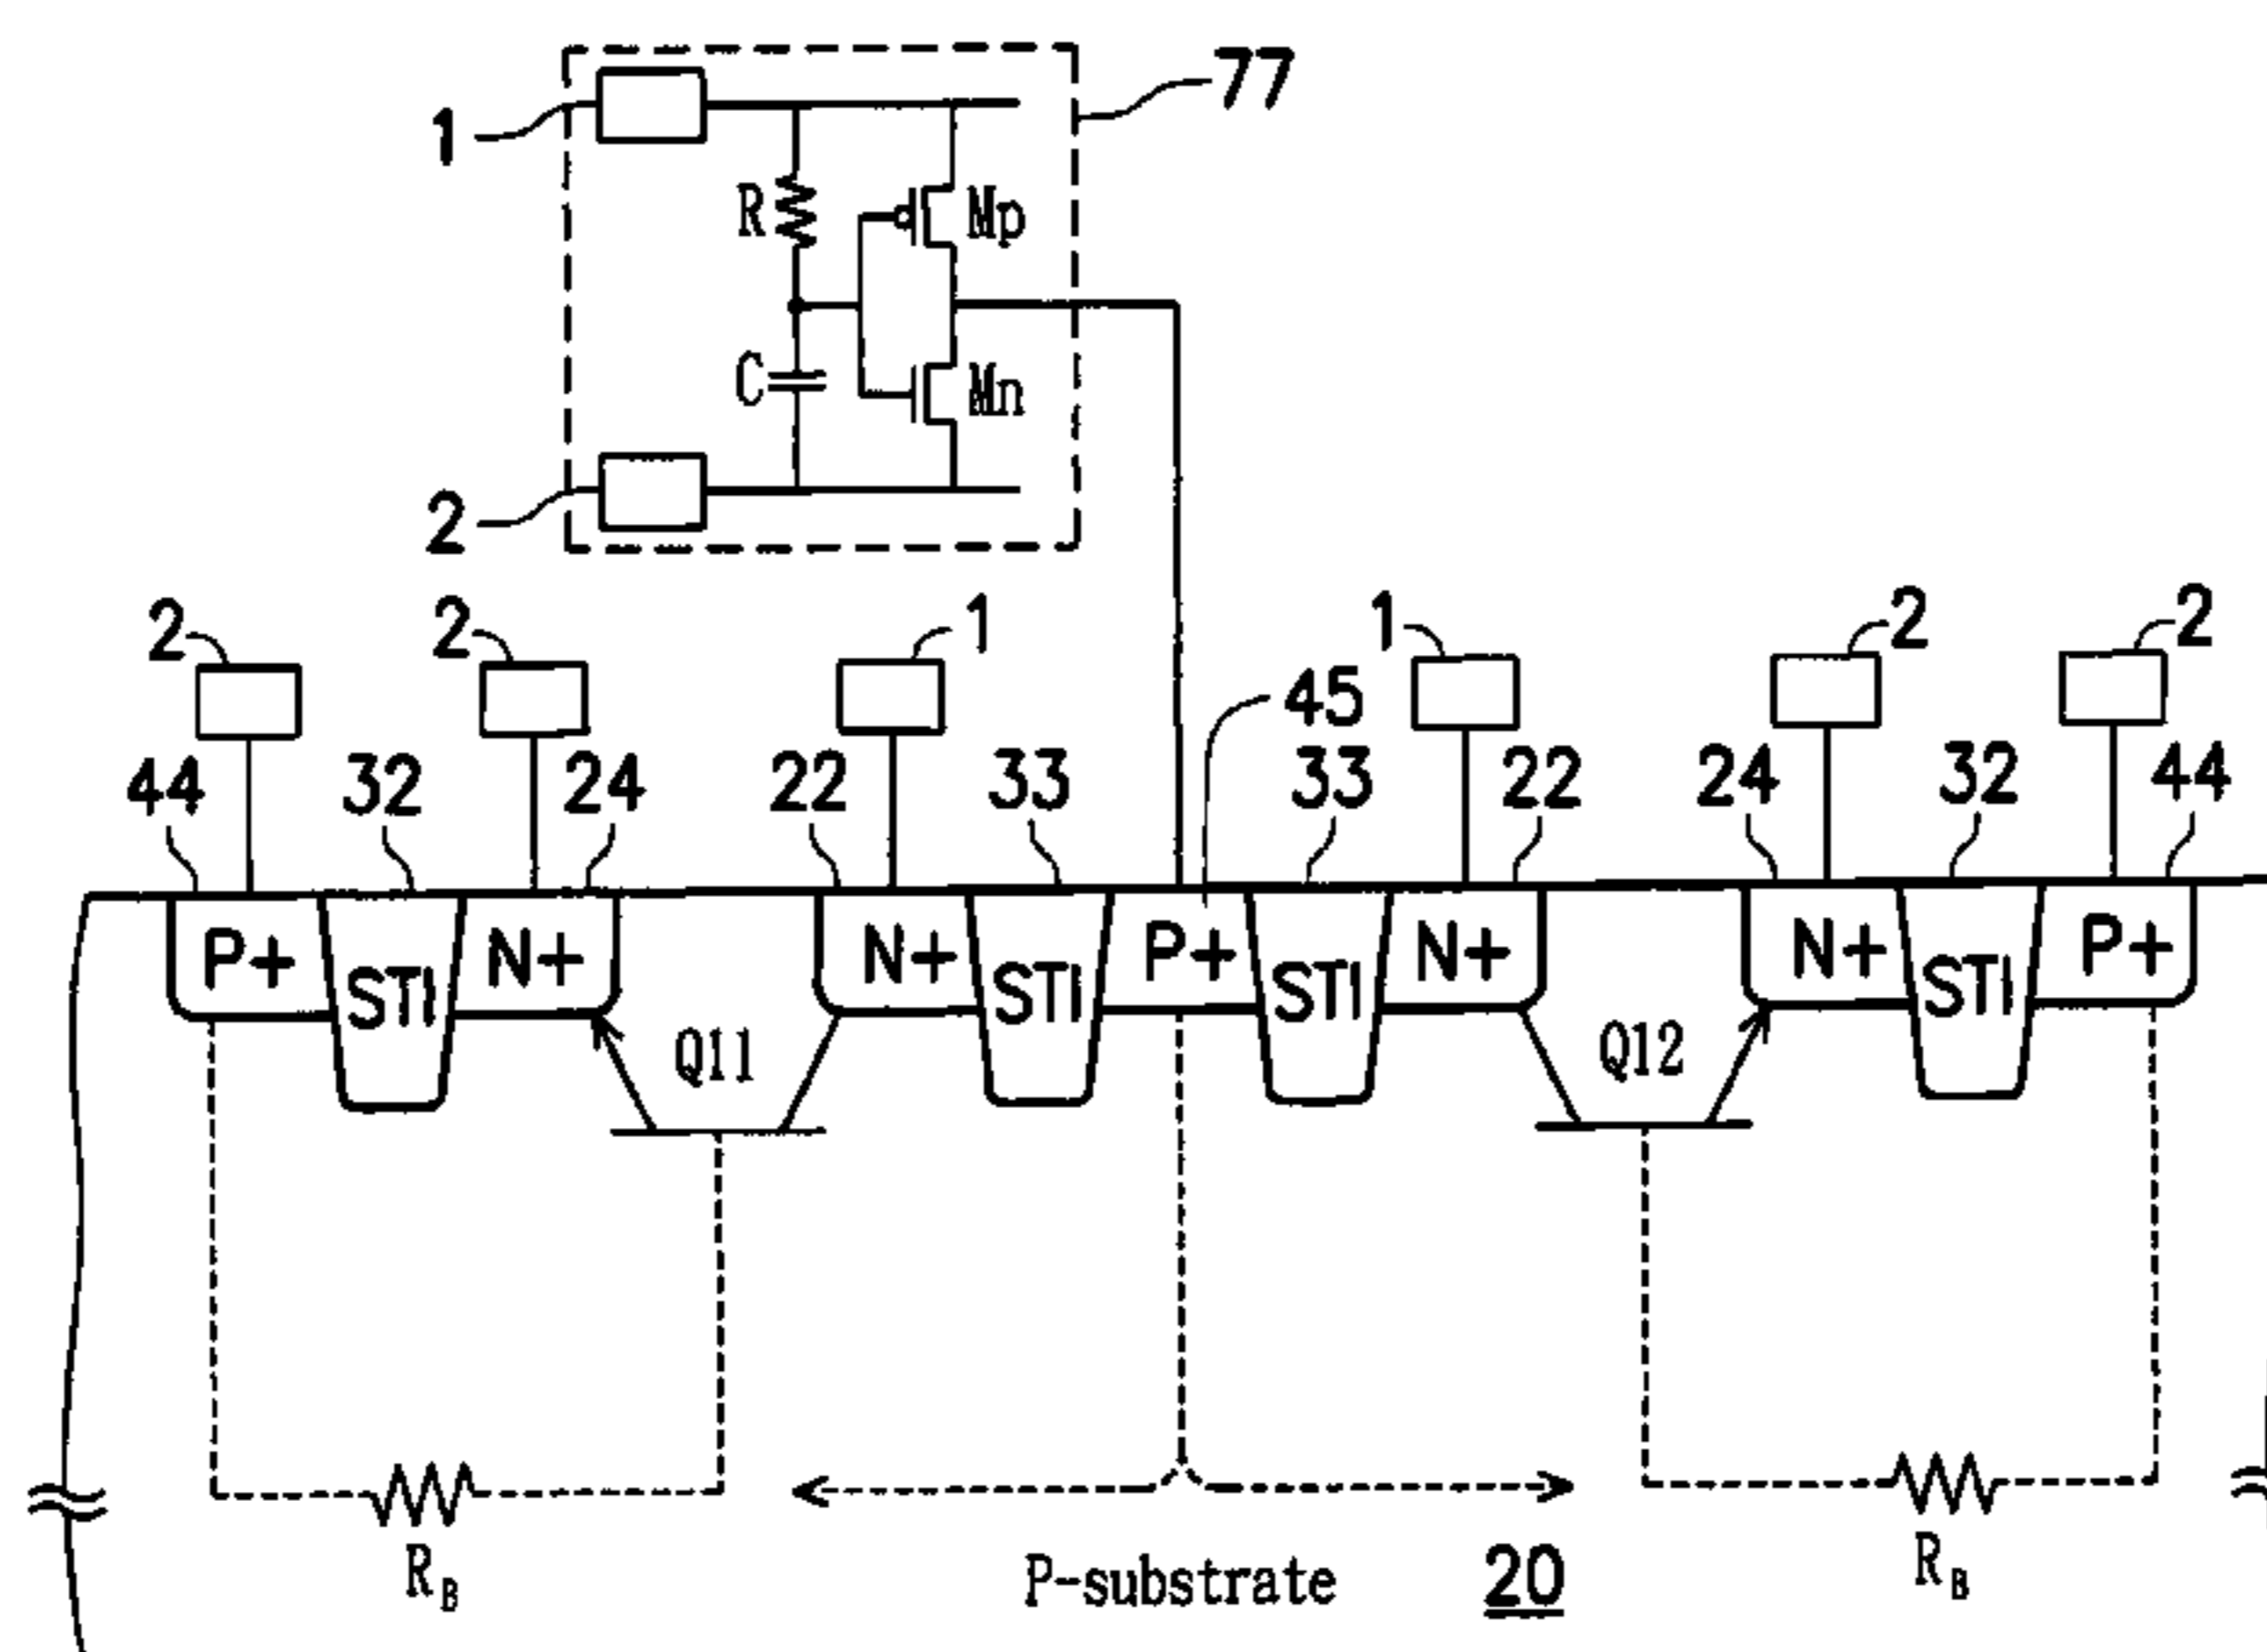 77
1
R
Mp
C
Mn
2
2
2
1
1
2
2
45
44
32
24
22
33
33
22
24
32
44
P+
STI
N+
N+
STI
P+
STI
N+
N+
STI
P+
Q11
Q12
RB
P-substrate
20
RB